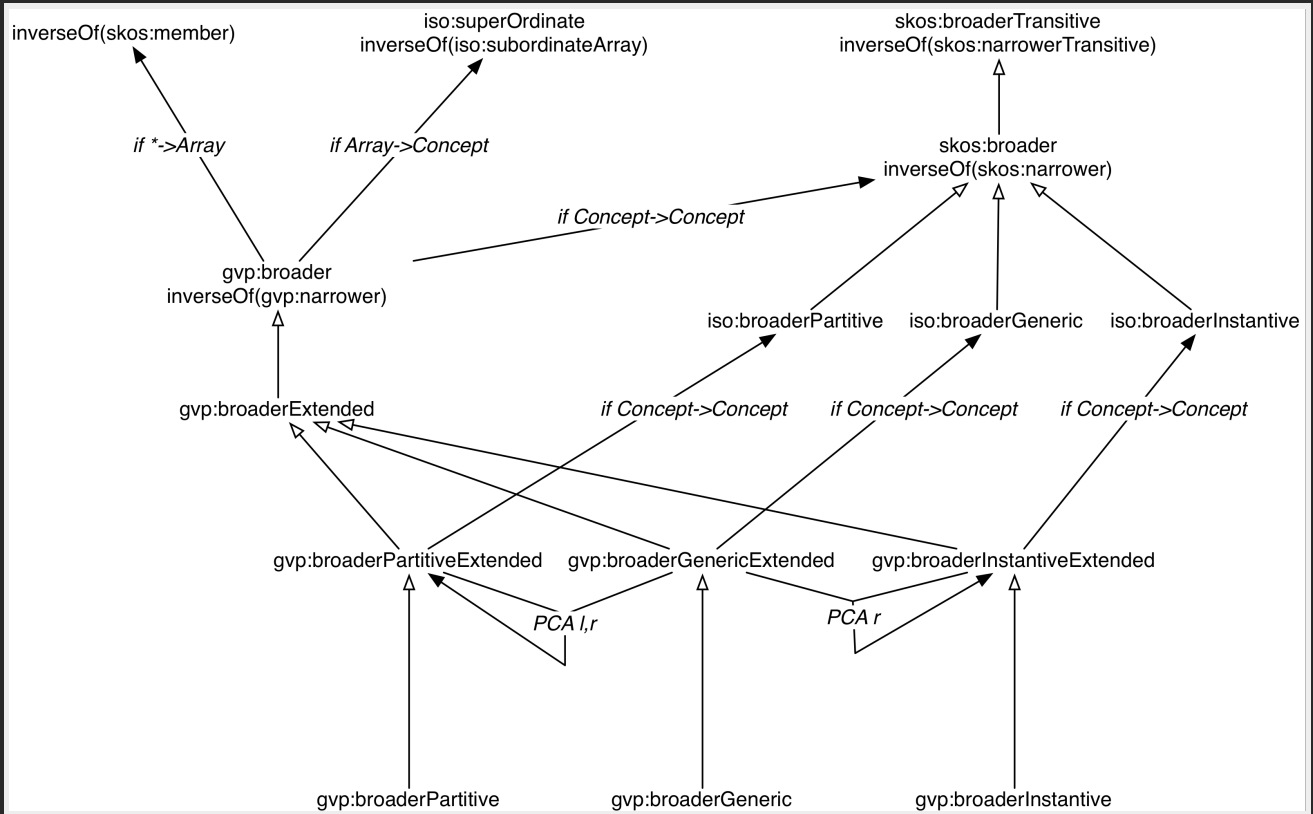 inverseOf(skos:member)
iso:superOrdinate
inverseOf(iso:subordinateArray)
skos:broaderTransitive
inverseOf(skos:narrowerTransitive)
if *->Array
if Array->Concept
skos:broader
inverseOf(skos:narrower)
if Concept->Concept
gvp:broader
inverseOf(gvp:narrower)
iso:broaderPartitive
iso:broaderGeneric
iso:broaderInstantive
gvp:broaderExtended
if Concept->Concept
if Concept->Concept
if Concept->Concept
gvp:broaderPartitiveExtended
gvp:broaderGenericExtended
gvp:broaderInstantiveExtended
PCA l,r
PCA r
gvp:broaderPartitive
gvp:broaderGeneric
gvp:broaderInstantive